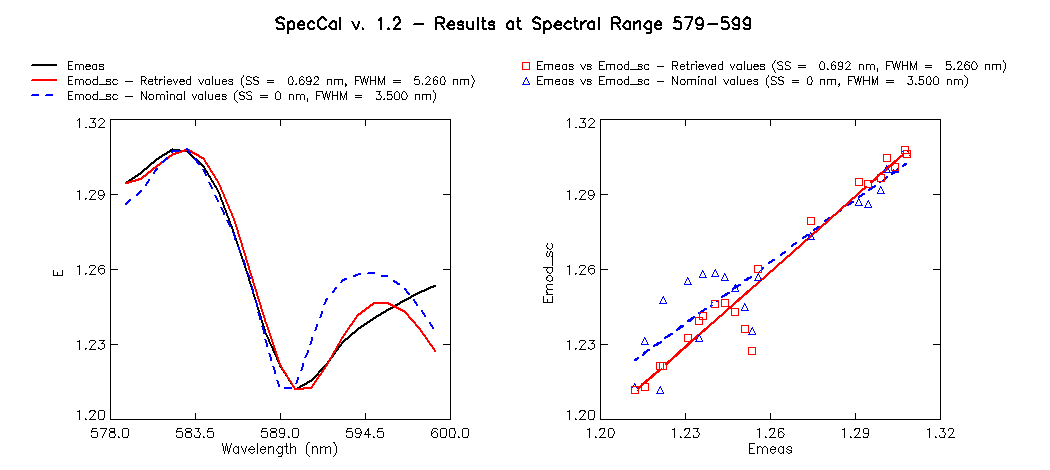 SpecCal v. 1.2 – Results at Spectral Range 579–599
Emeas
Emod_sc – Retrieved values (SS = 0.692 nm, FWHM = 5.260 nm)
Emod_sc – Nominal values (SS = 0 nm, FWHM = 3.500 nm)
1.32
1.29
1.26
1.23
1.20
E
578.0 583.5 589.0 594.5 600.0
Wavelength (nm)
Emeas vs Emod_sc – Retrieved values (SS = 0.692 nm, FWHM = 5.260 nm)
Emeas vs Emod_sc – Nominal values (SS = 0 nm, FWHM = 3.500 nm)
1.32
1.29
1.26
1.23
1.20
Emod_sc
1.20 1.23 1.26 1.29 1.32
Emeas